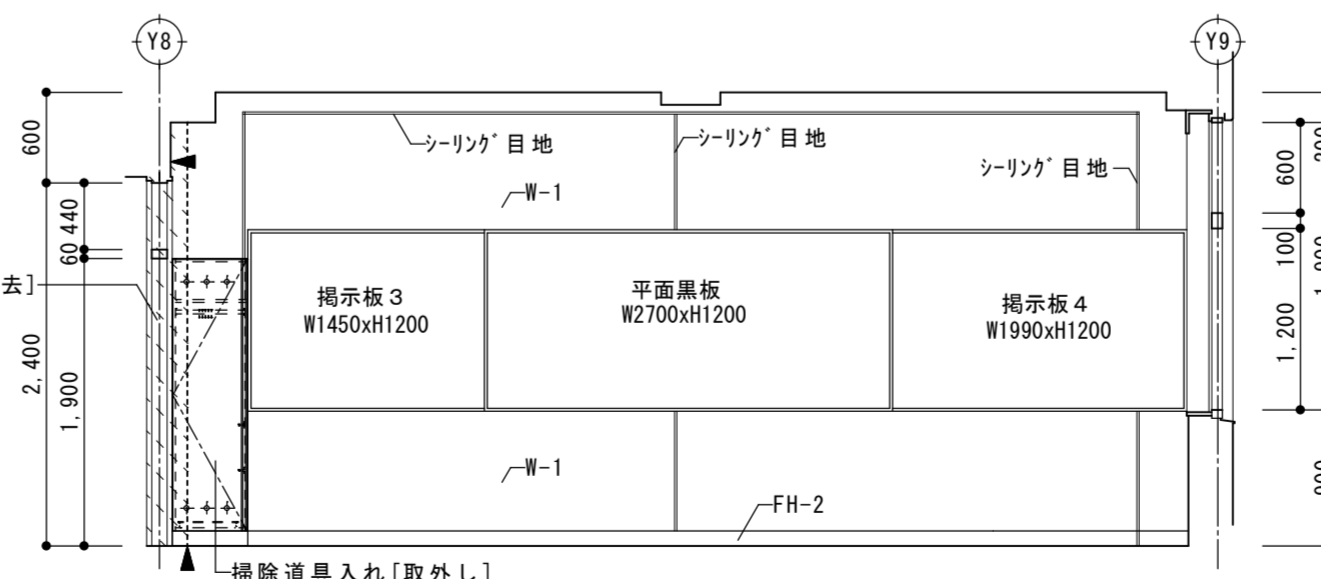 Y8
Y9
600
440
60
2,400
1,900
去]
シーリング目地
シーリング目地
シーリング目地
W-1
掲示板3
W1450xH1200
平面黒板
W2700xH1200
掲示板4
W1990xH1200
W-1
FH-2
掃除道具入れ[取外し]
600
100
1,200